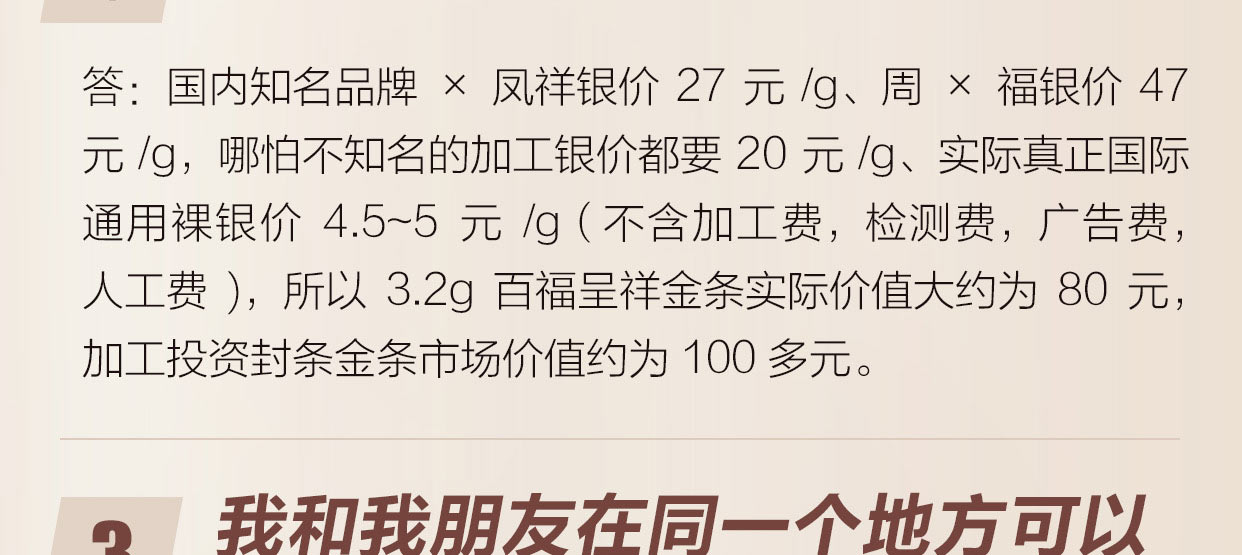 答：国内知名品牌 × 凤祥银价 27 元 /g、周 × 福银价 47
元 /g，哪怕不知名的加工银价都要 20 元 /g、实际真正国际
通用裸银价 4.5~5 元 /g（不含加工费，检测费，广告费，
人工费 )，所以 3.2g 百福呈祥金条实际价值大约为 80 元，
加工投资封条金条市场价值约为 100 多元。
3 我和我朋友在同一个地方可以